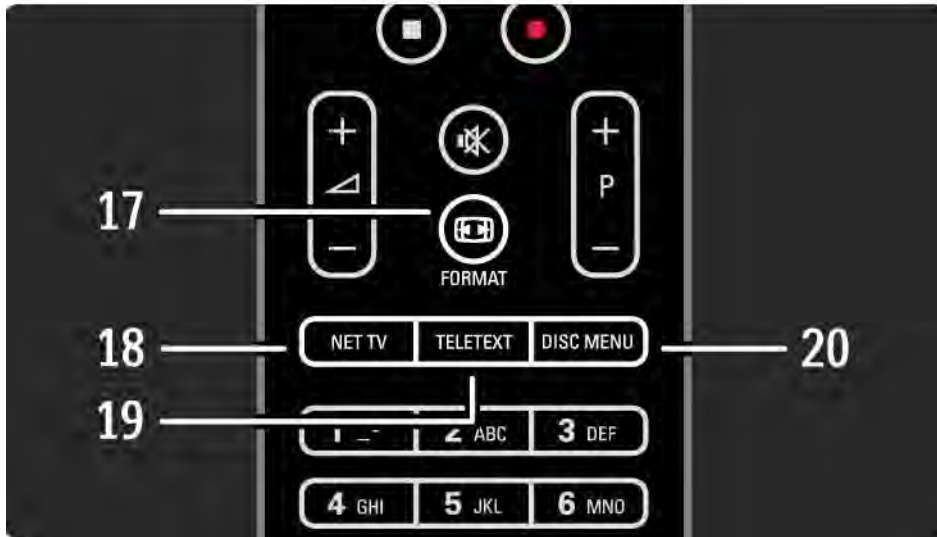 + +
P
17
− −
FORMAT
18 NET TV TELETEXT DISC MENU 20
19
1 _- 2 ABC 3 DEF
4 GHI 5 JKL 6 MNO